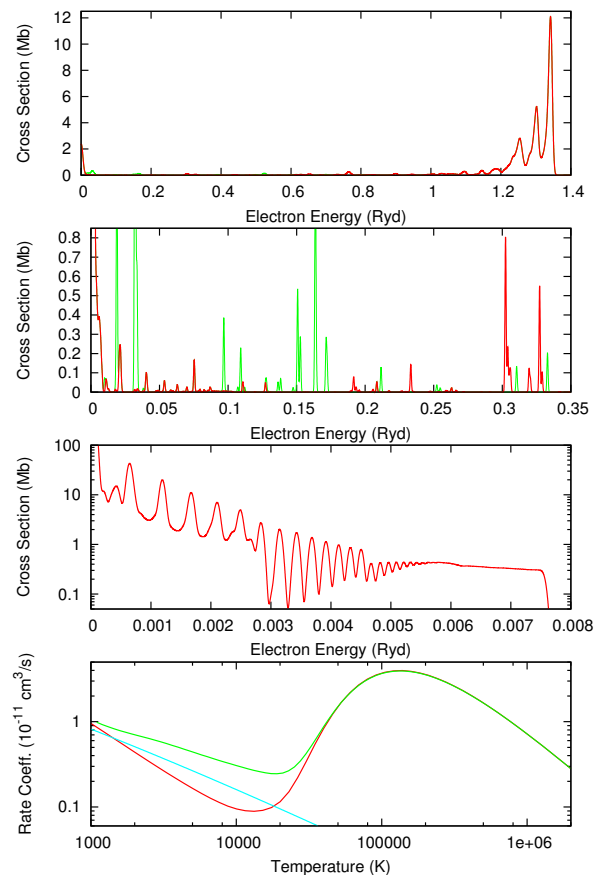 12
10
8
6
4
2
0
Cross Section (Mb)
0 0.2 0.4 0.6 0.8 1 1.2 1.4
Electron Energy (Ryd)
0.8
0.7
0.6
0.5
0.4
0.3
0.2
0.1
0
Cross Section (Mb)
0 0.05 0.1 0.15 0.2 0.25 0.3 0.35
Electron Energy (Ryd)
100
10
1
0.1
Cross Section (Mb)
0 0.001 0.002 0.003 0.004 0.005 0.006 0.007 0.008
Electron Energy (Ryd)
1
0.1
Rate Coeff. (10⁻¹¹ cm³/s)
1000 10000 100000 1e+06
Temperature (K)